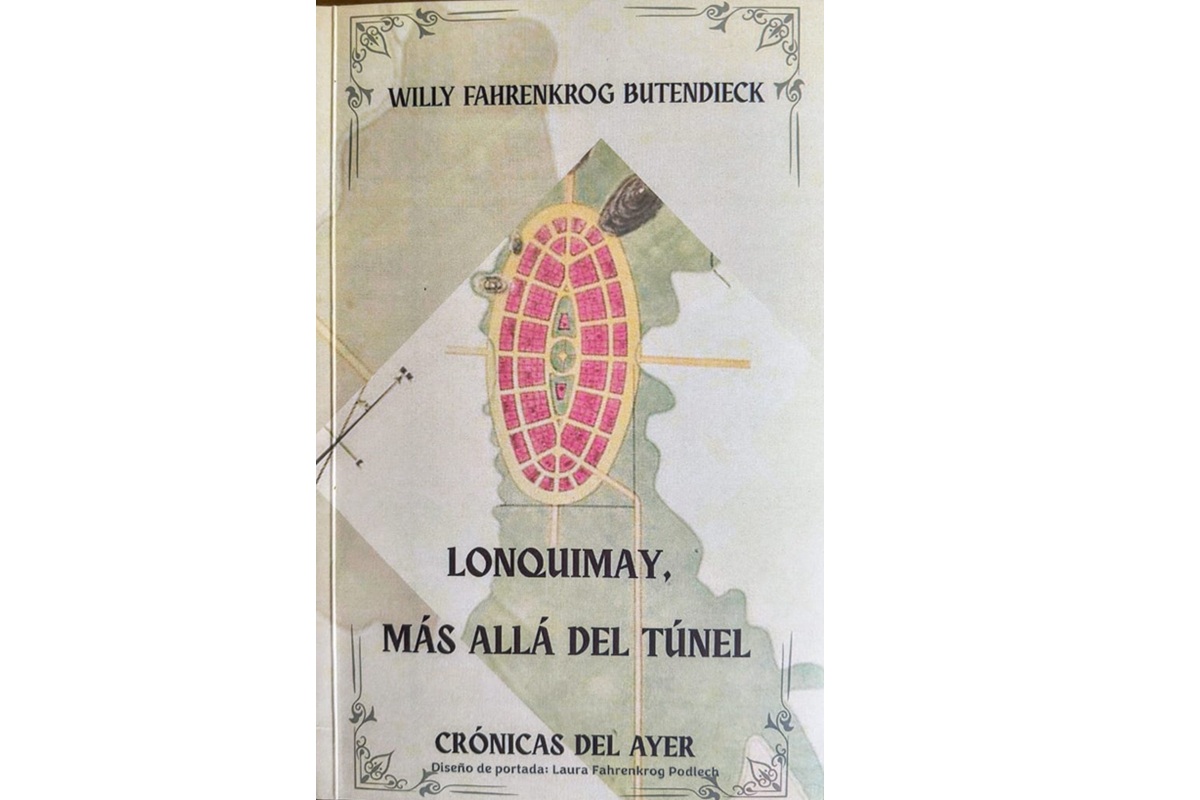 WILLY FAHRENKROG BUTENDIECK
LONQUIMAY,
MÁS ALLÁ DEL TÚNEL
CRÓNICAS DEL AYER
Diseño de portada: Laura Fahrenkrog Podlech